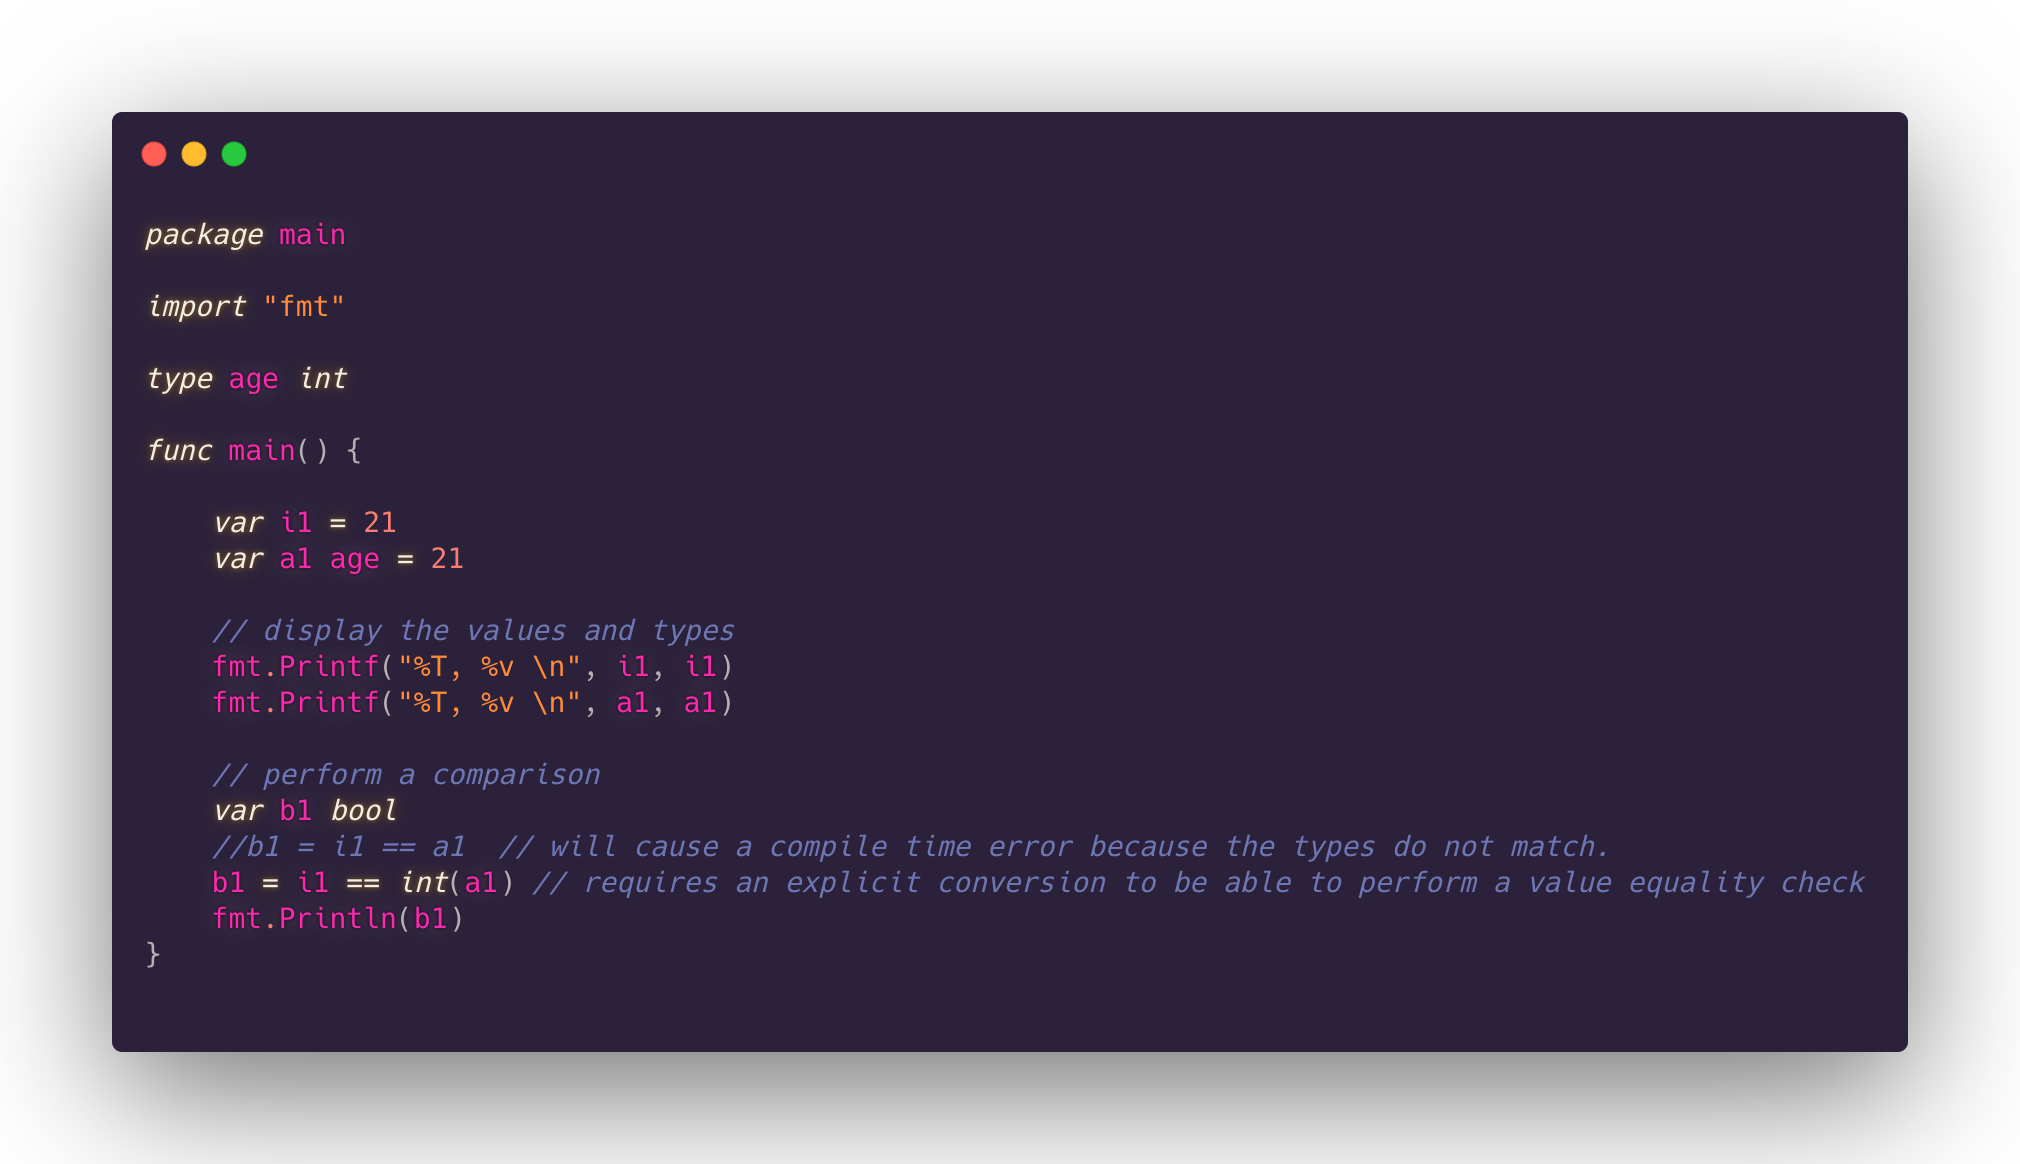 package main
import "fmt"
type age int
func main() {
    var i1 = 21
    var a1 age = 21
    // display the values and types
    fmt.Printf("%T, %v \n", i1, i1)
    fmt.Printf("%T, %v \n", a1, a1)
    // perform a comparison
    var b1 bool
    //b1 = i1 == a1  // will cause a compile time error because the types do not match.
    b1 = i1 == int(a1) // requires an explicit conversion to be able to perform a value equality check
    fmt.Println(b1)
}